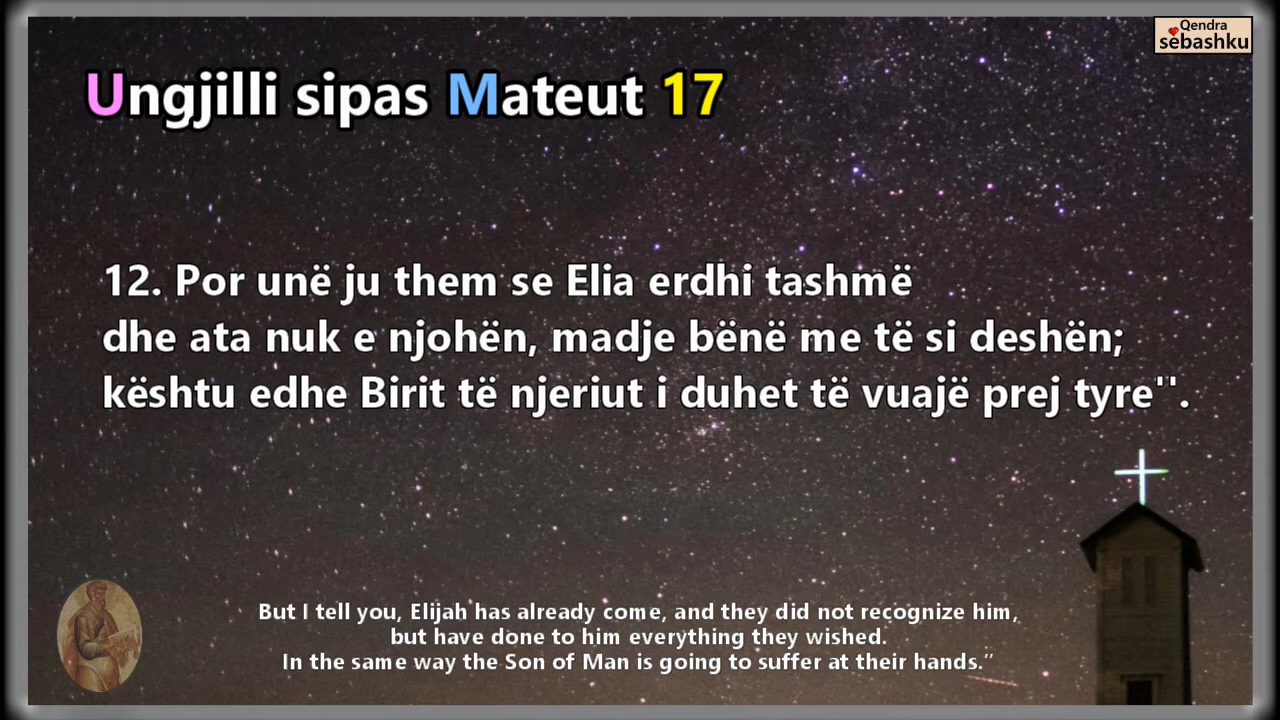 Qendra
sëbashku
Ungjilli sipas Mateut 17
12. Por unë ju them se Elia erdhi tashmë
dhe ata nuk e njohën, madje bënë me të si deshën;
kështu edhe Birit të njeriut i duhet të vuajë prej tyre".
But I tell you, Elijah has already come, and they did not recognize him,
but have done to him everything they wished.
In the same way the Son of Man is going to suffer at their hands.”